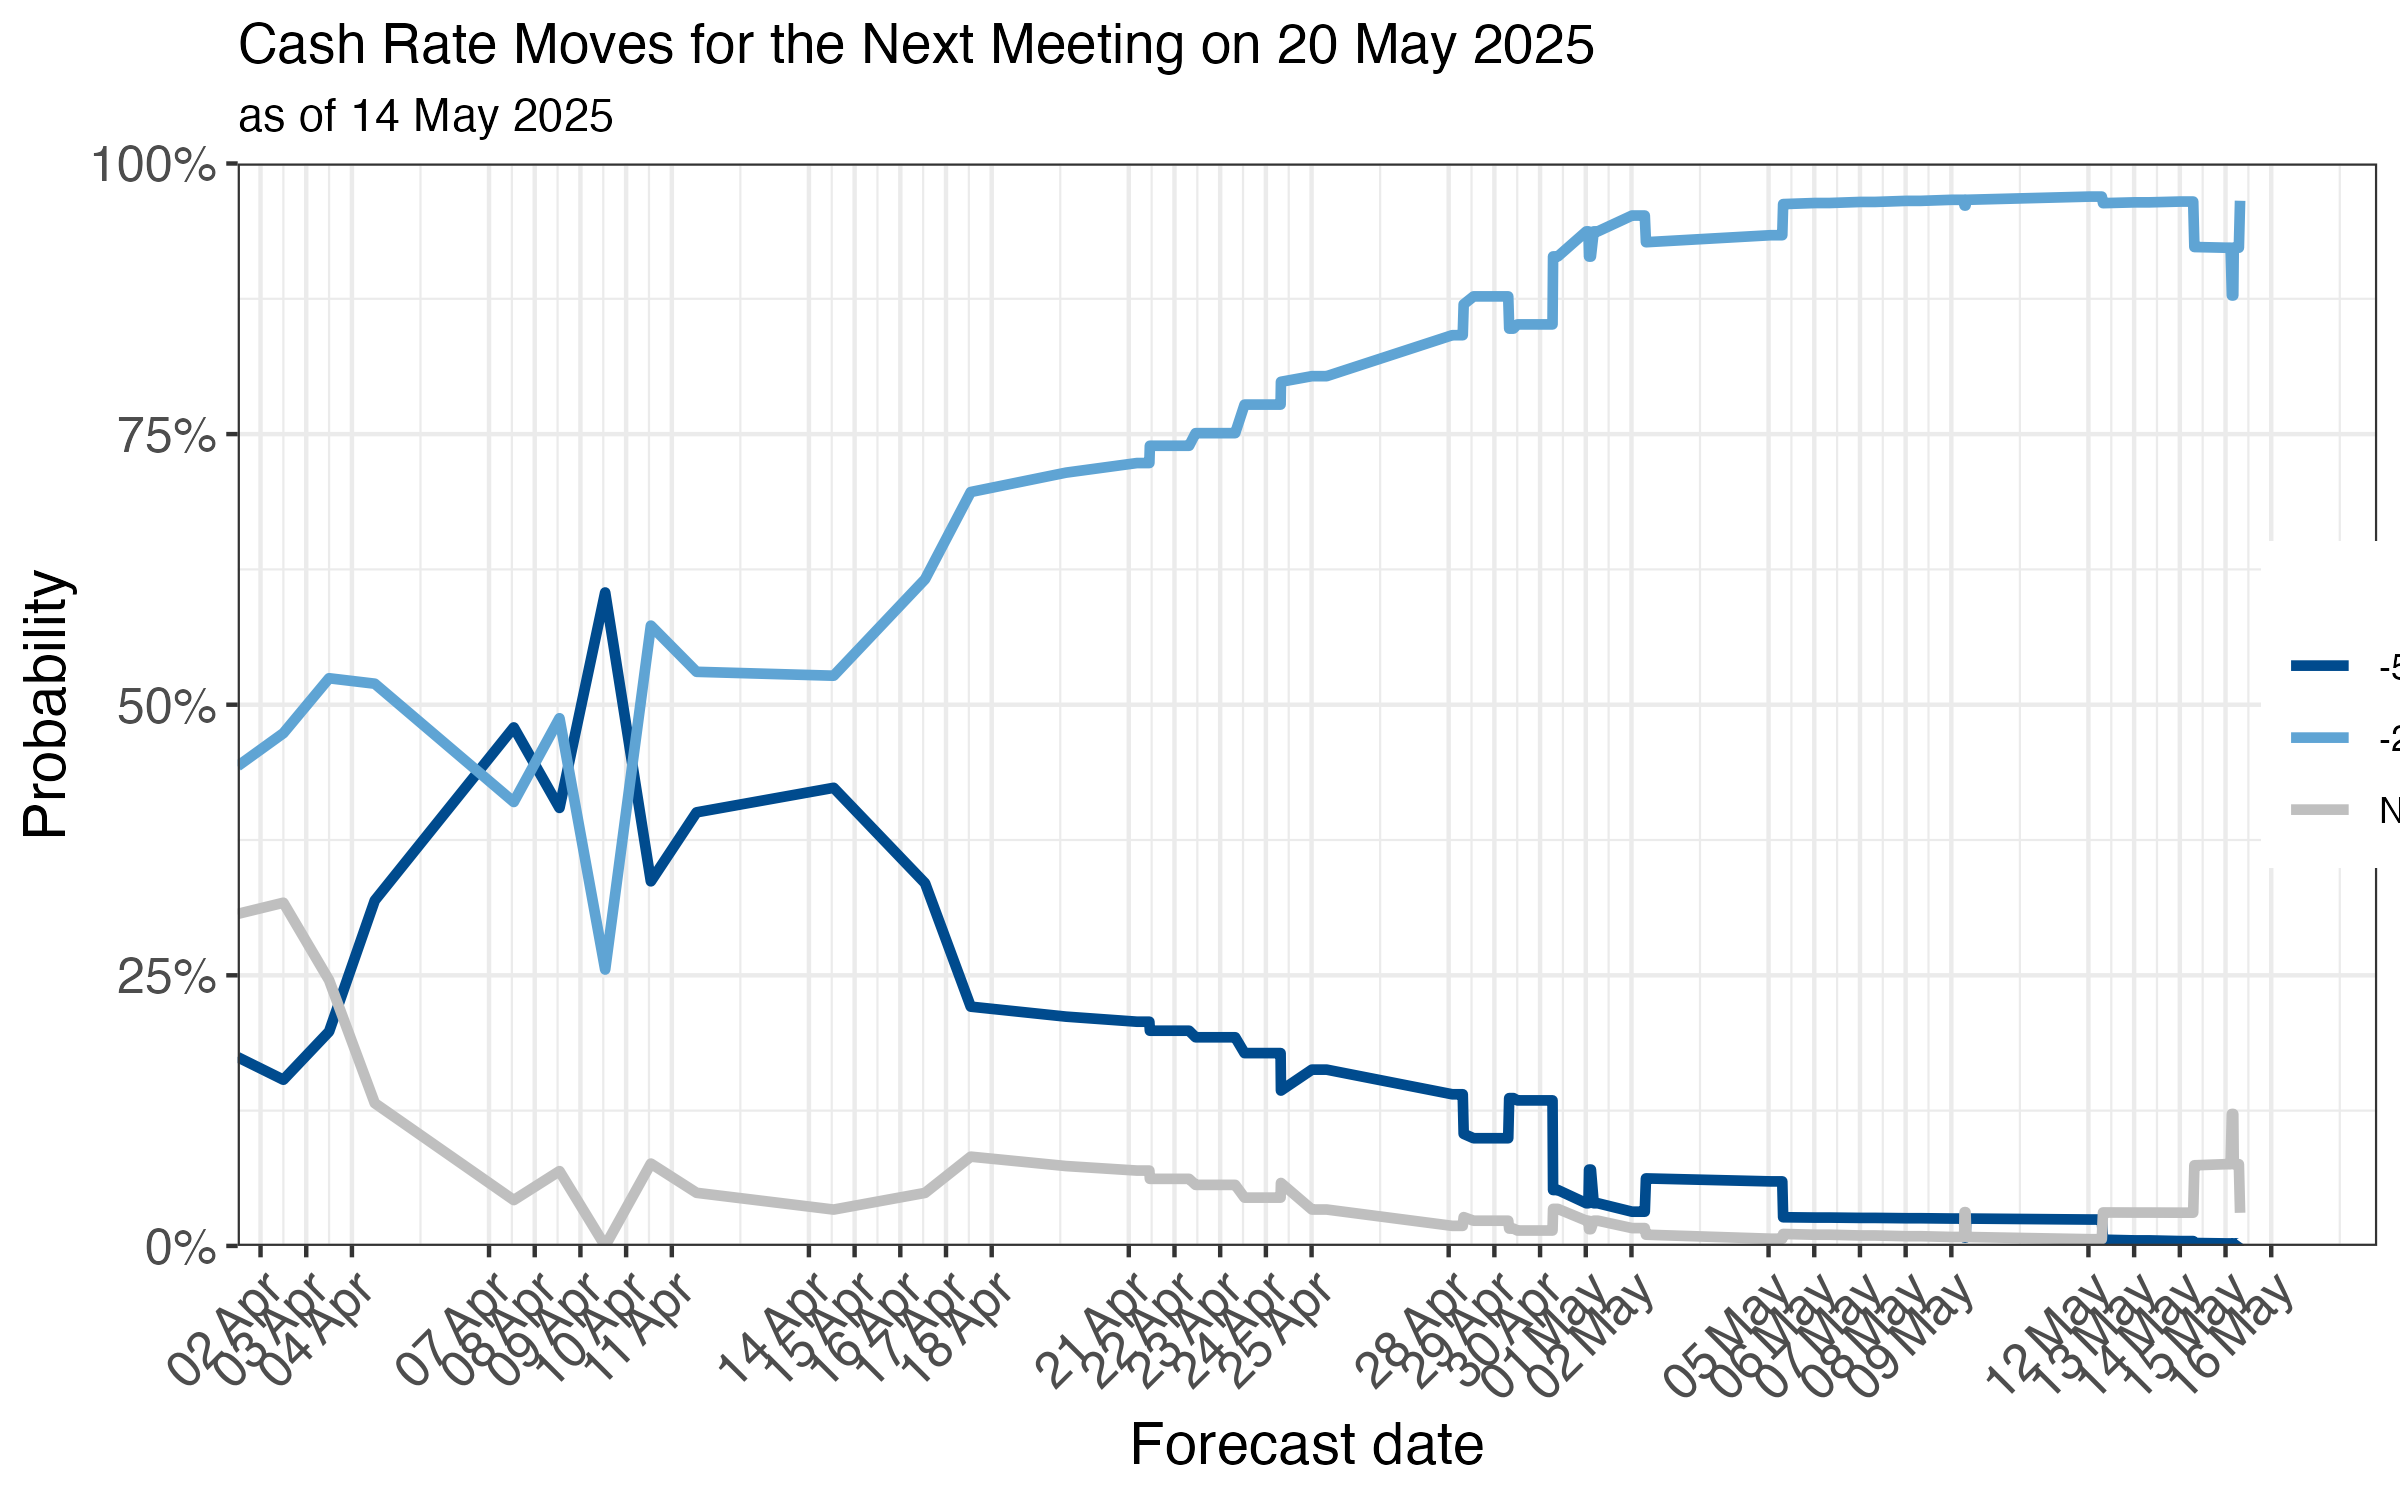 Cash Rate Moves for the Next Meeting on 20 May 2025
as of 14 May 2025
100%
75%
50%
25%
0%
Probability
-5
-2
N
02 Apr
03 Apr
04 Apr
07 Apr
08 Apr
09 Apr
10 Apr
11 Apr
14 Apr
15 Apr
16 Apr
17 Apr
18 Apr
21 Apr
22 Apr
23 Apr
24 Apr
25 Apr
28 Apr
29 Apr
30 Apr
01 May
02 May
05 May
06 May
07 May
08 May
09 May
12 May
13 May
14 May
15 May
16 May
Forecast date